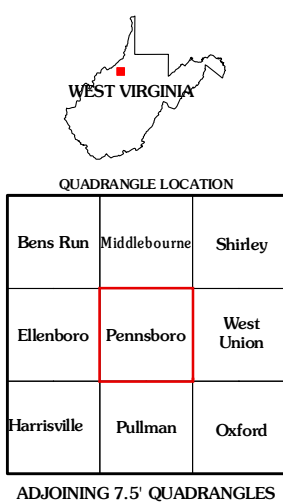 WEST VIRGINIA
QUADRANGLE LOCATION
Bens Run Middlebourne Shirley
Ellenboro Pennsboro West Union
Harrisville Pullman Oxford
ADJOINING 7.5' QUADRANGLES